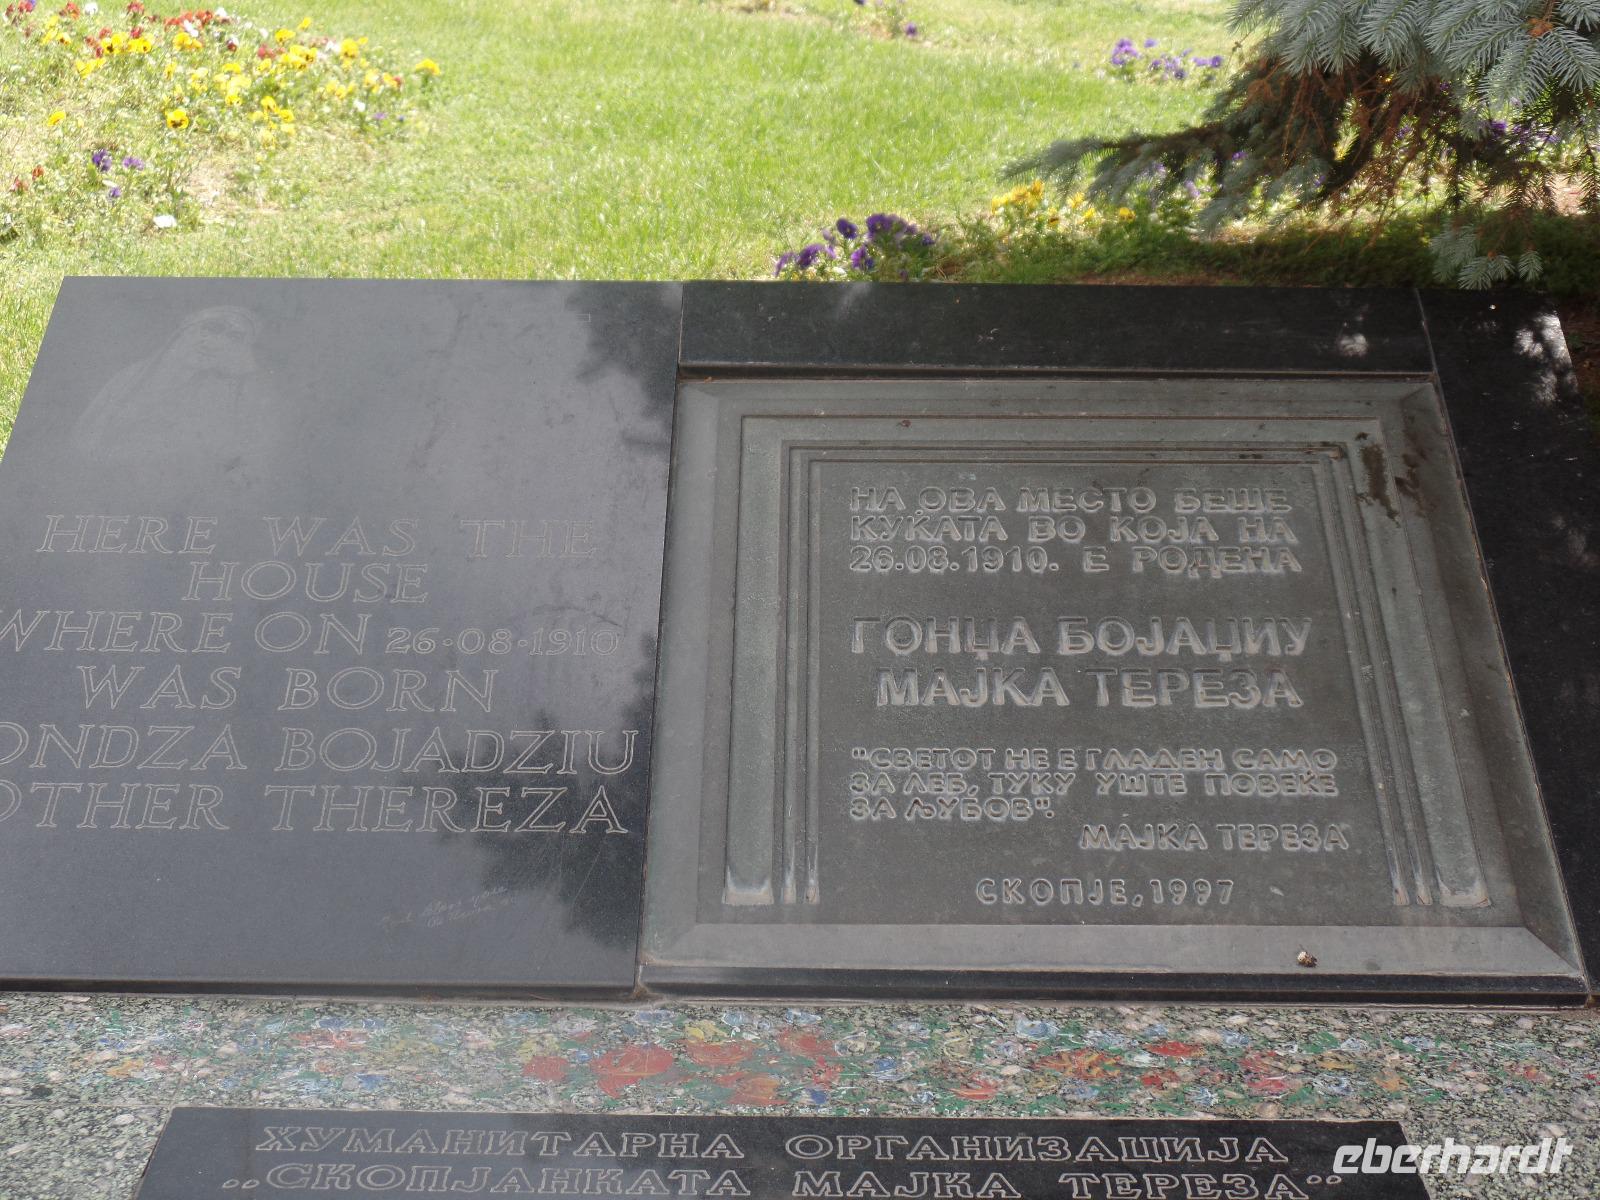 HERE WAS THE
HOUSE
WHERE ON 26·08·1910
WAS BORN
ONDZA BOJADZIU
OTHER THEREZA
НА ОВА МЕСТО БЕШЕ
КУЌАТА ВО КОЈА НА
26.08.1910. Е РОДЕНА
ГОНЏА БОЈАЏИУ
МАЈКА ТЕРЕЗА
"СВЕТОТ НЕ Е ГЛАДЕН САМО
ЗА ЛЕБ, ТУКУ УШТЕ ПОВЕЌЕ
ЗА ЉУБОВ".
МАЈКА ТЕРЕЗА
СКОПЈЕ, 1997
ХУМАНИТАРНА ОРГАНИЗАЦИЈА
,,СКОПЈАНКАТА МАЈКА ТЕРЕЗА“
eberhardt